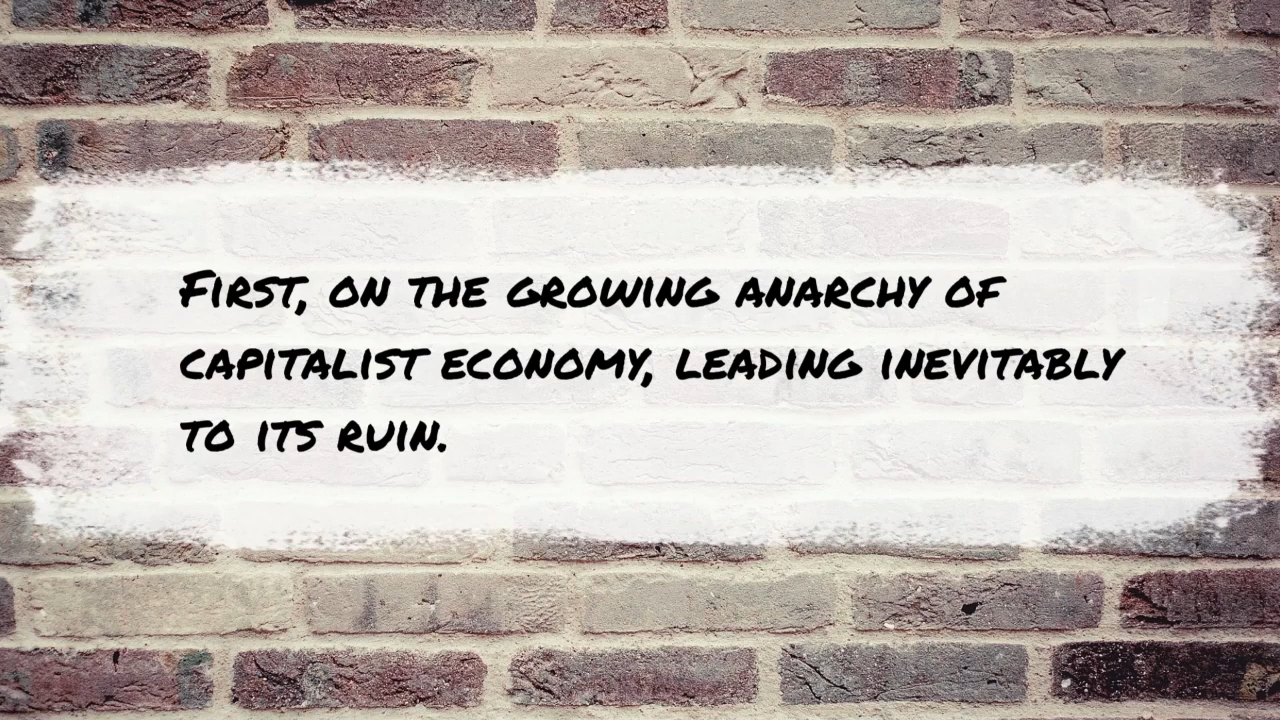 First, on the growing anarchy of
capitalist economy, leading inevitably
to its ruin.